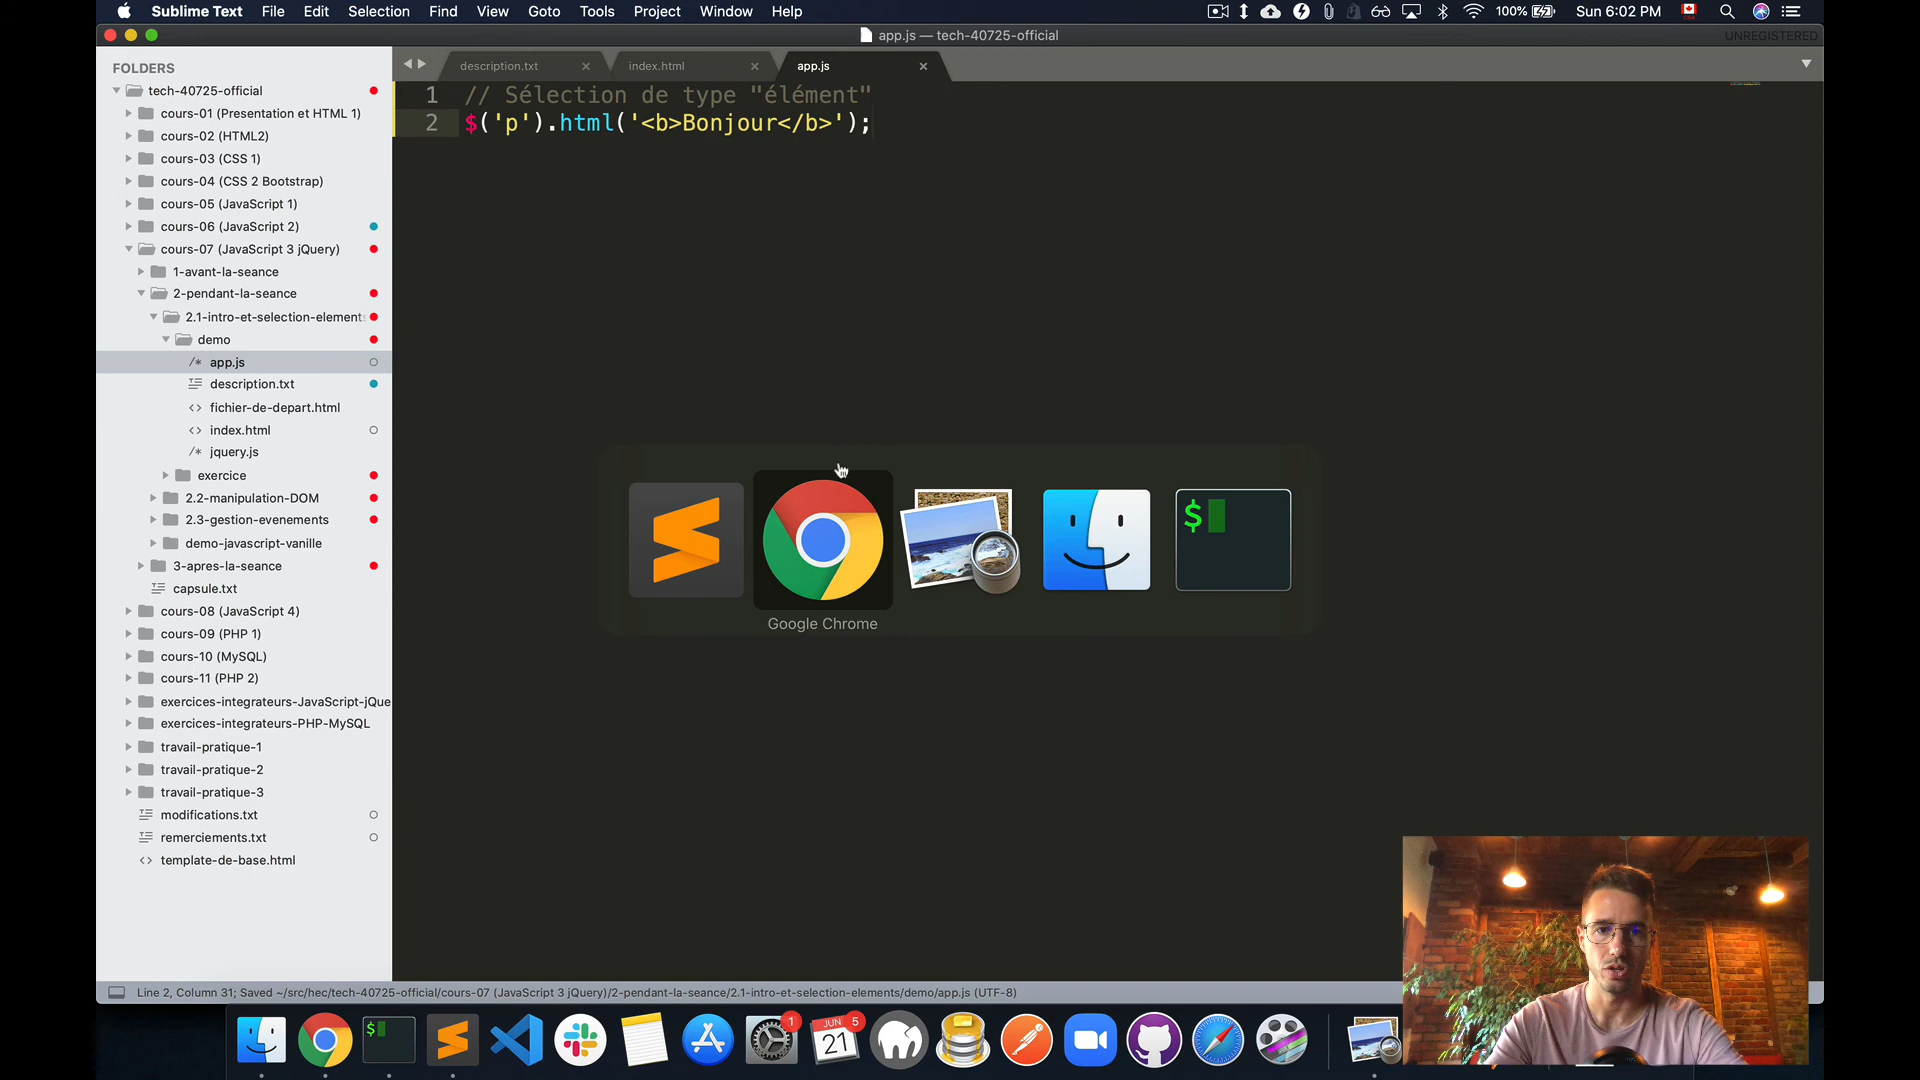 Sublime Text File Edit Selection Find View Goto Tools Project Window Help
100% Sun 6:02 PM
app.js — tech-40725-official
UNREGISTERED
FOLDERS
tech-40725-official
cours-01 (Presentation et HTML 1)
cours-02 (HTML2)
cours-03 (CSS 1)
cours-04 (CSS 2 Bootstrap)
cours-05 (JavaScript 1)
cours-06 (JavaScript 2)
cours-07 (JavaScript 3 jQuery)
1-avant-la-seance
2-pendant-la-seance
2.1-intro-et-selection-element
demo
/* app.js
description.txt
<> fichier-de-depart.html
<> index.html
/* jquery.js
exercice
2.2-manipulation-DOM
2.3-gestion-evenements
demo-javascript-vanille
3-apres-la-seance
capsule.txt
cours-08 (JavaScript 4)
cours-09 (PHP 1)
cours-10 (MySQL)
cours-11 (PHP 2)
exercices-integrateurs-JavaScript-jQue
exercices-integrateurs-PHP-MySQL
travail-pratique-1
travail-pratique-2
travail-pratique-3
modifications.txt
remerciements.txt
<> template-de-base.html
description.txt
index.html
app.js
1 // Sélection de type "élément"
2 $('p').html('<b>Bonjour</b>');
$
Google Chrome
Line 2, Column 31; Saved ~/src/hec/tech-40725-official/cours-07 (JavaScript 3 jQuery)/2-pendant-la-seance/2.1-intro-et-selection-elements/demo/app.js (UTF-8)
$
1
JUN 5
21